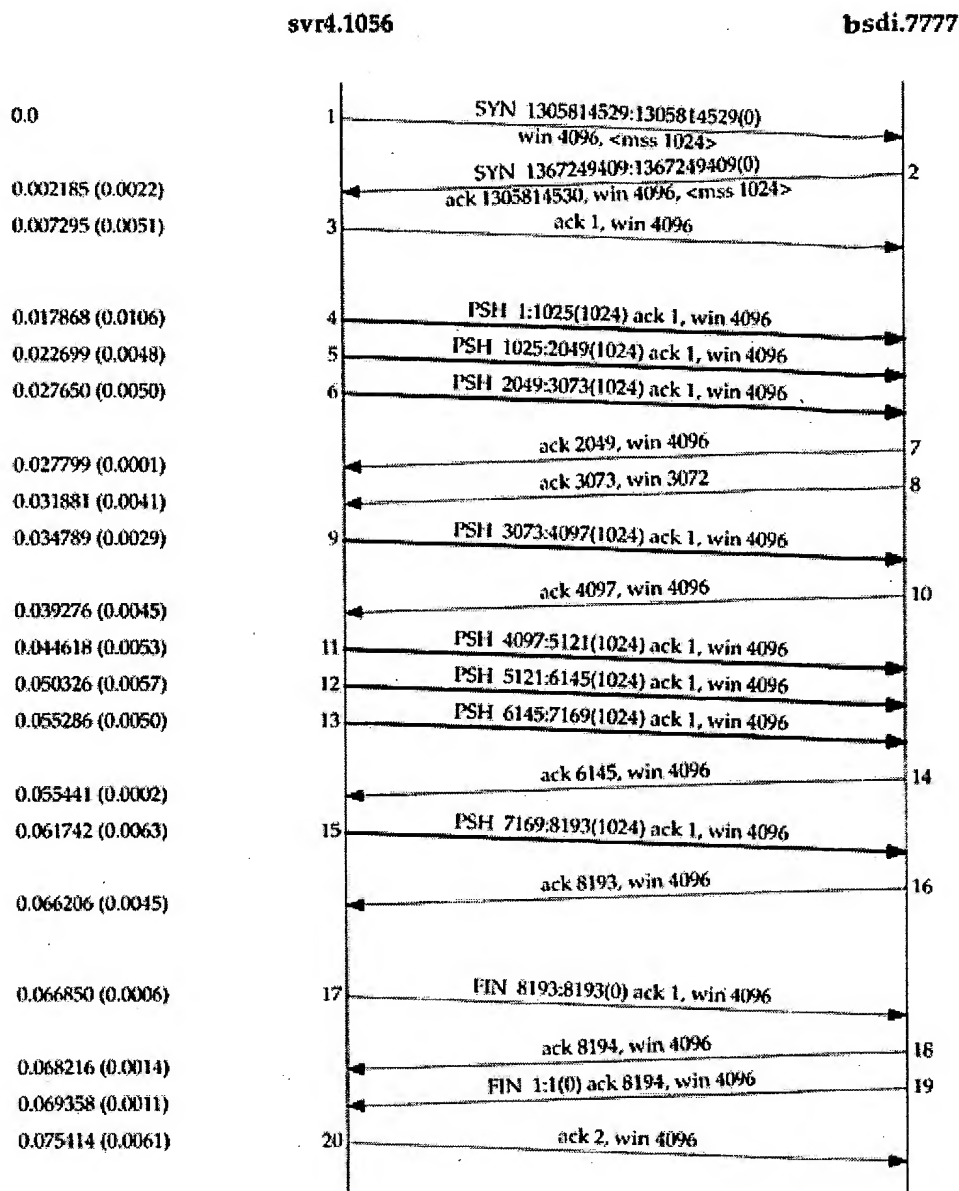 svr4.1056 bsdi.7777
0.0 1 SYN 1305814529:1305814529(0)
win 4096, <mss 1024>
SYN 1367249409:1367249409(0) 2
0.002185 (0.0022) ack 1305814530, win 4096, <mss 1024>
0.007295 (0.0051) 3 ack 1, win 4096
0.017868 (0.0106) 4 PSH 1:1025(1024) ack 1, win 4096
0.022699 (0.0048) 5 PSH 1025:2049(1024) ack 1, win 4096
0.027650 (0.0050) 6 PSH 2049:3073(1024) ack 1, win 4096
ack 2049, win 4096 7
0.027799 (0.0001)
ack 3073, win 3072 8
0.031881 (0.0041)
0.034789 (0.0029) 9 PSH 3073:4097(1024) ack 1, win 4096
ack 4097, win 4096 10
0.039276 (0.0045)
0.044618 (0.0053) 11 PSH 4097:5121(1024) ack 1, win 4096
0.050326 (0.0057) 12 PSH 5121:6145(1024) ack 1, win 4096
0.055286 (0.0050) 13 PSH 6145:7169(1024) ack 1, win 4096
ack 6145, win 4096 14
0.055441 (0.0002)
0.061742 (0.0063) 15 PSH 7169:8193(1024) ack 1, win 4096
ack 8193, win 4096 16
0.066206 (0.0045)
0.066850 (0.0006) 17 FIN 8193:8193(0) ack 1, win 4096
ack 8194, win 4096 18
0.068216 (0.0014)
FIN 1:1(0) ack 8194, win 4096 19
0.069358 (0.0011)
0.075414 (0.0061) 20 ack 2, win 4096